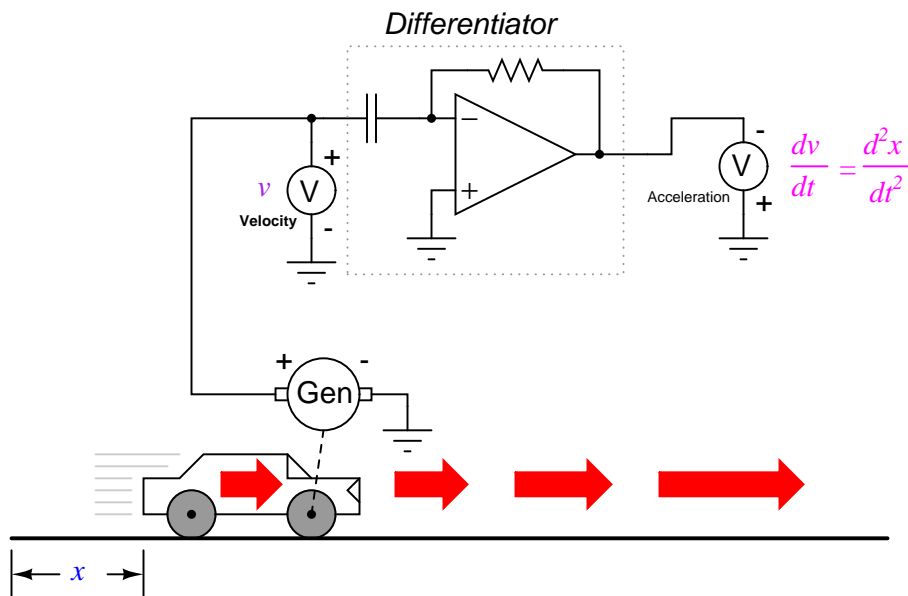 Differentiator
−
+
+
V
-
v
Velocity
-
V
+
Acceleration
dv/dt = d²x/dt²
+
-
Gen
x